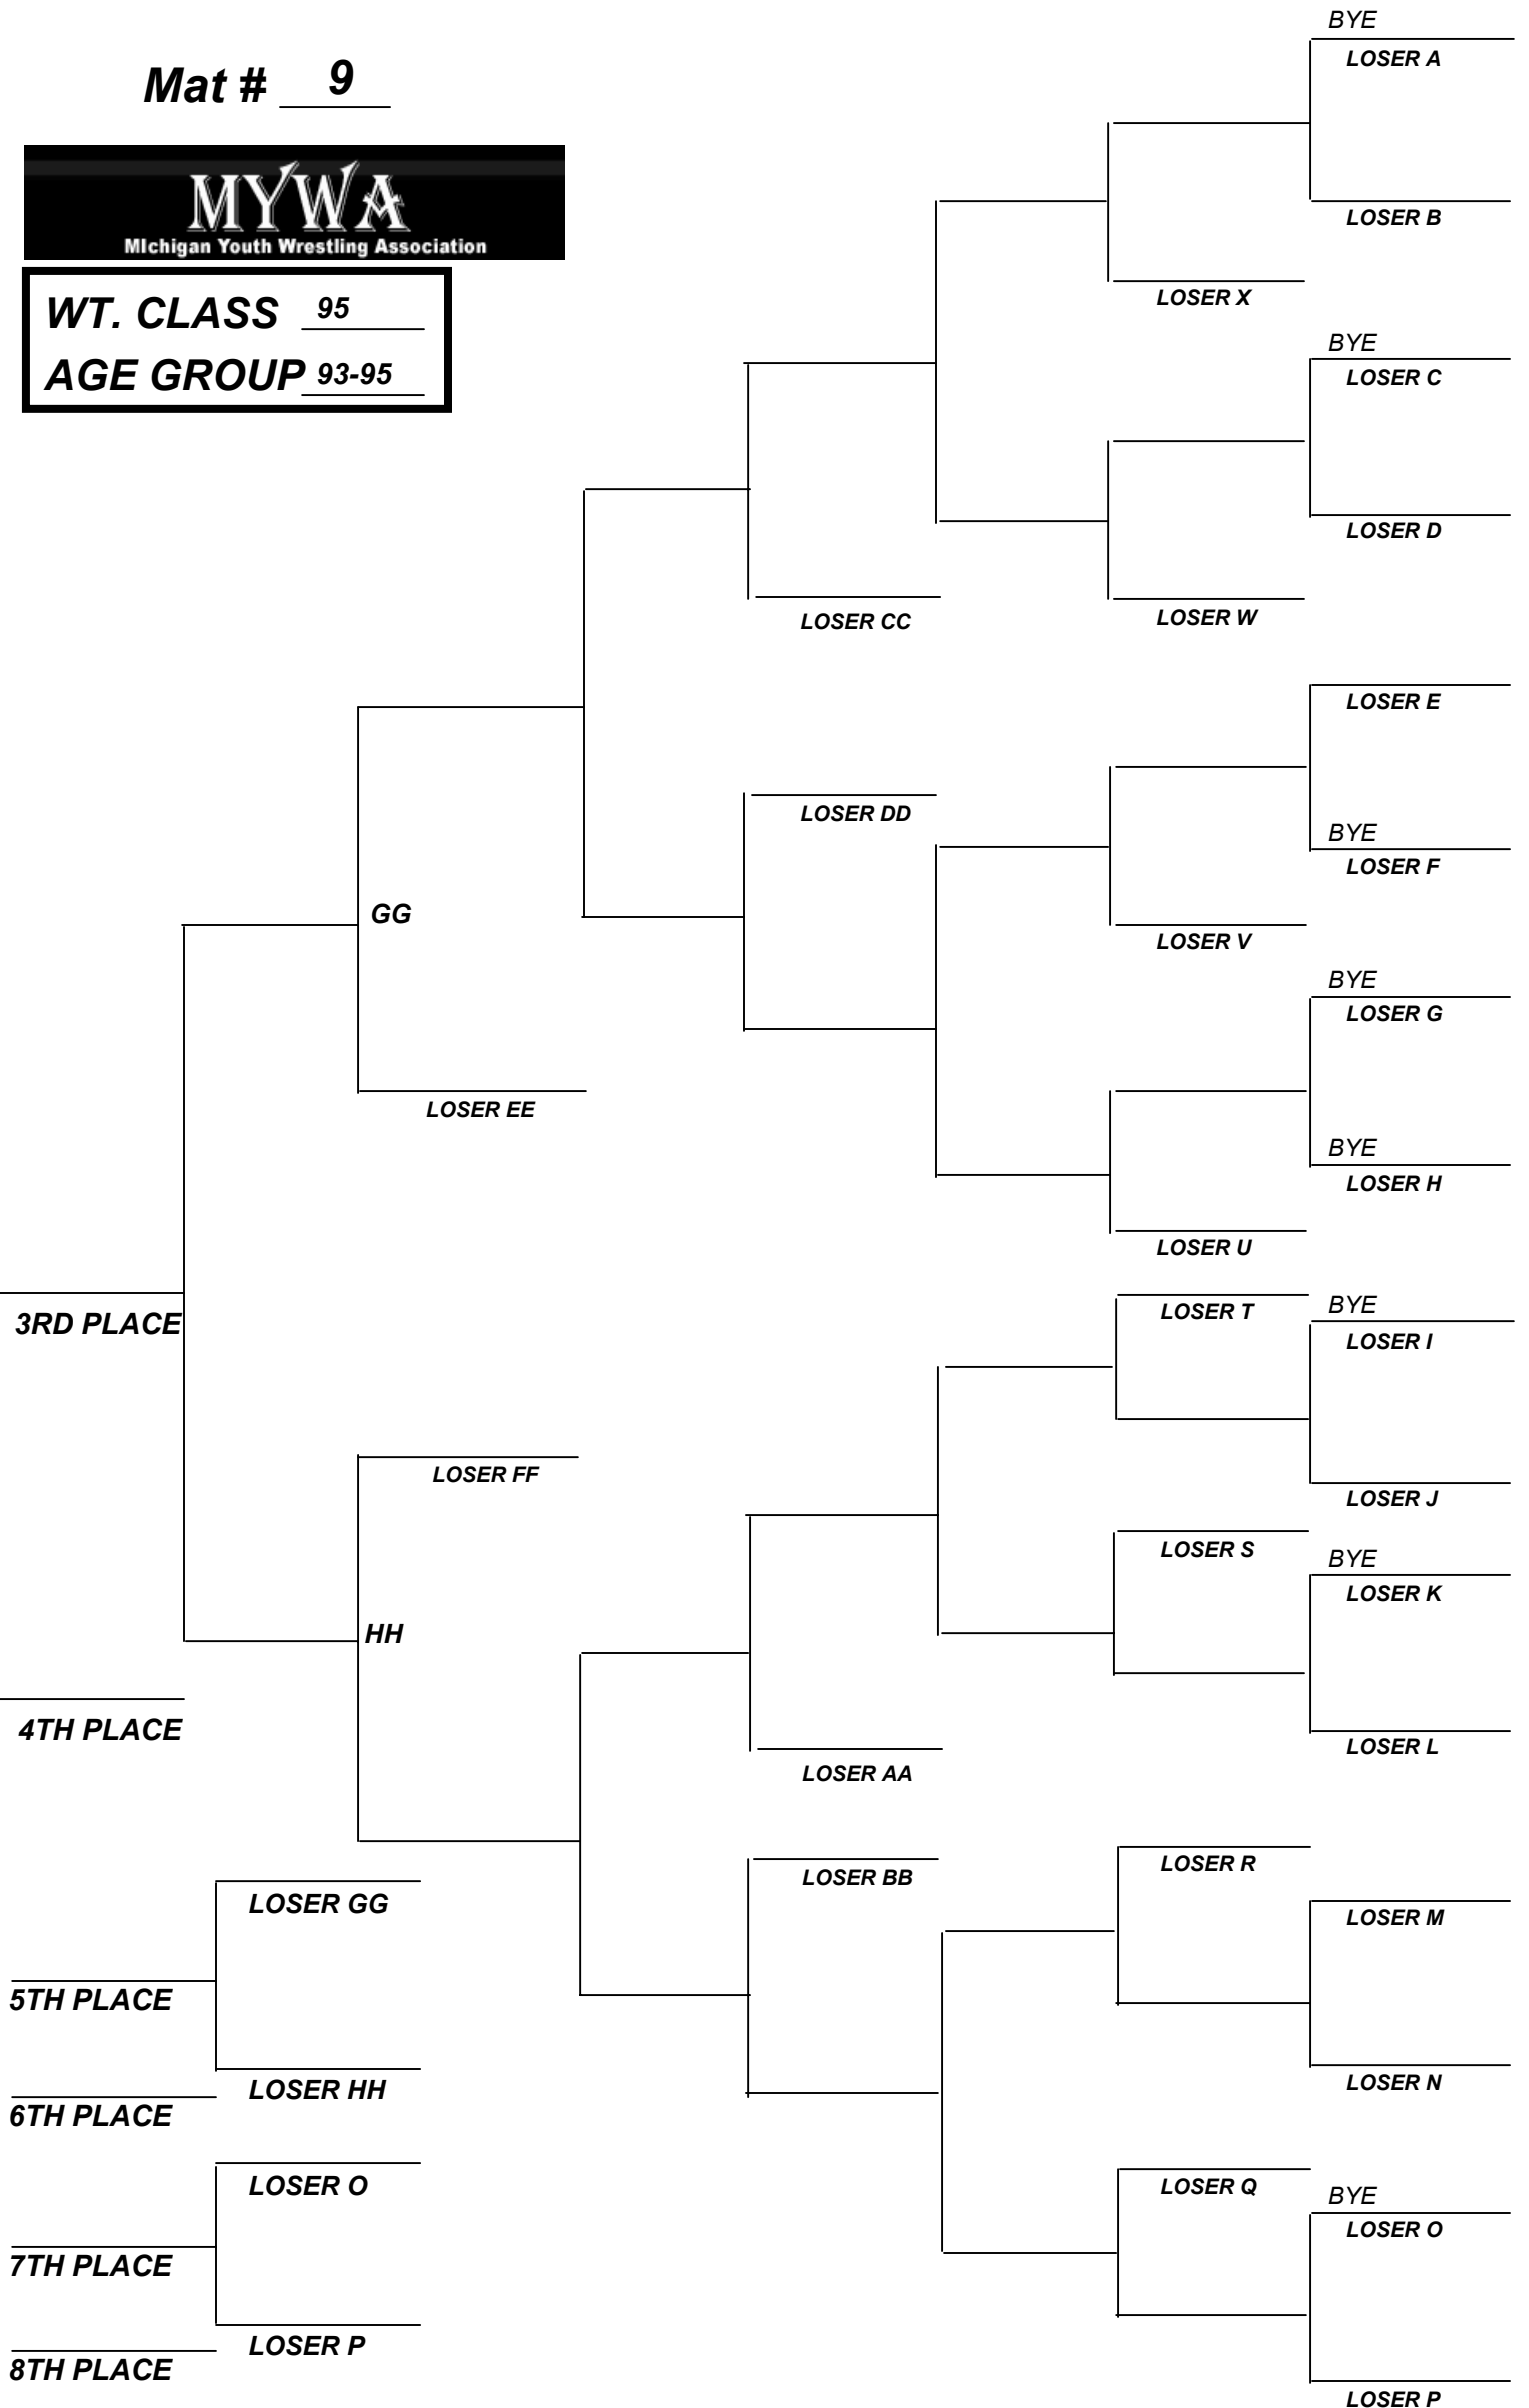 BYE
LOSER A
Mat # 9
MYWA
MIchigan Youth Wrestling Association
LOSER B
WT. CLASS 95
LOSER X
BYE
AGE GROUP 93-95
LOSER C
LOSER D
LOSER CC
LOSER W
LOSER E
LOSER DD
BYE
LOSER F
GG
LOSER V
BYE
LOSER G
LOSER EE
BYE
LOSER H
LOSER U
BYE
LOSER T
3RD PLACE
LOSER I
LOSER FF
LOSER J
LOSER S
BYE
LOSER K
HH
4TH PLACE
LOSER L
LOSER AA
LOSER R
LOSER BB
LOSER GG
LOSER M
5TH PLACE
LOSER N
LOSER HH
6TH PLACE
LOSER O
LOSER Q
BYE
LOSER O
7TH PLACE
LOSER P
8TH PLACE
LOSER P